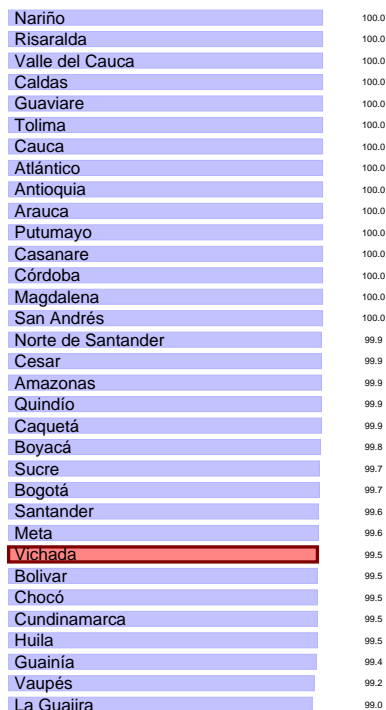 Nariño 100.0
Risaralda 100.0
Valle del Cauca 100.0
Caldas 100.0
Guaviare 100.0
Tolima 100.0
Cauca 100.0
Atlántico 100.0
Antioquia 100.0
Arauca 100.0
Putumayo 100.0
Casanare 100.0
Córdoba 100.0
Magdalena 100.0
San Andrés 100.0
Norte de Santander 99.9
Cesar 99.9
Amazonas 99.9
Quindío 99.9
Caquetá 99.9
Boyacá 99.8
Sucre 99.7
Bogotá 99.7
Santander 99.6
Meta 99.6
Vichada 99.5
Bolivar 99.5
Chocó 99.5
Cundinamarca 99.5
Huila 99.5
Guainía 99.4
Vaupés 99.2
La Guajira 99.0